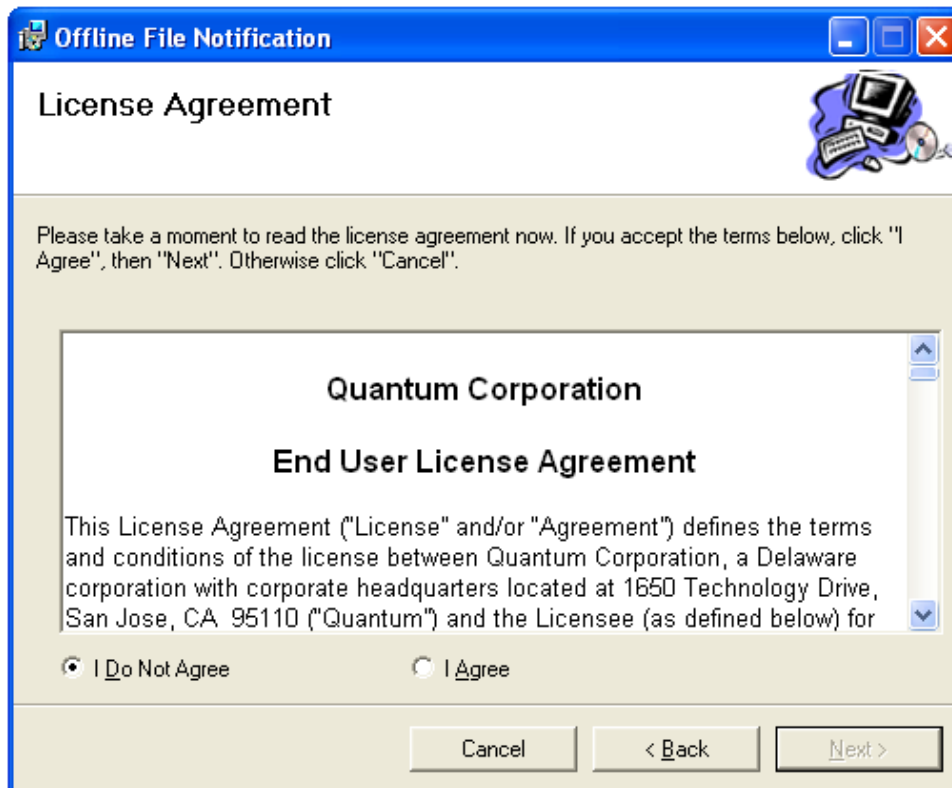 Offline File Notification
License Agreement
Please take a moment to read the license agreement now. If you accept the terms below, click "I
Agree", then "Next". Otherwise click "Cancel".
Quantum Corporation
End User License Agreement
This License Agreement ("License" and/or "Agreement") defines the terms
and conditions of the license between Quantum Corporation, a Delaware
corporation with corporate headquarters located at 1650 Technology Drive,
San Jose, CA  95110 ("Quantum") and the Licensee (as defined below) for
I Do Not Agree
I Agree
Cancel
< Back
Next >